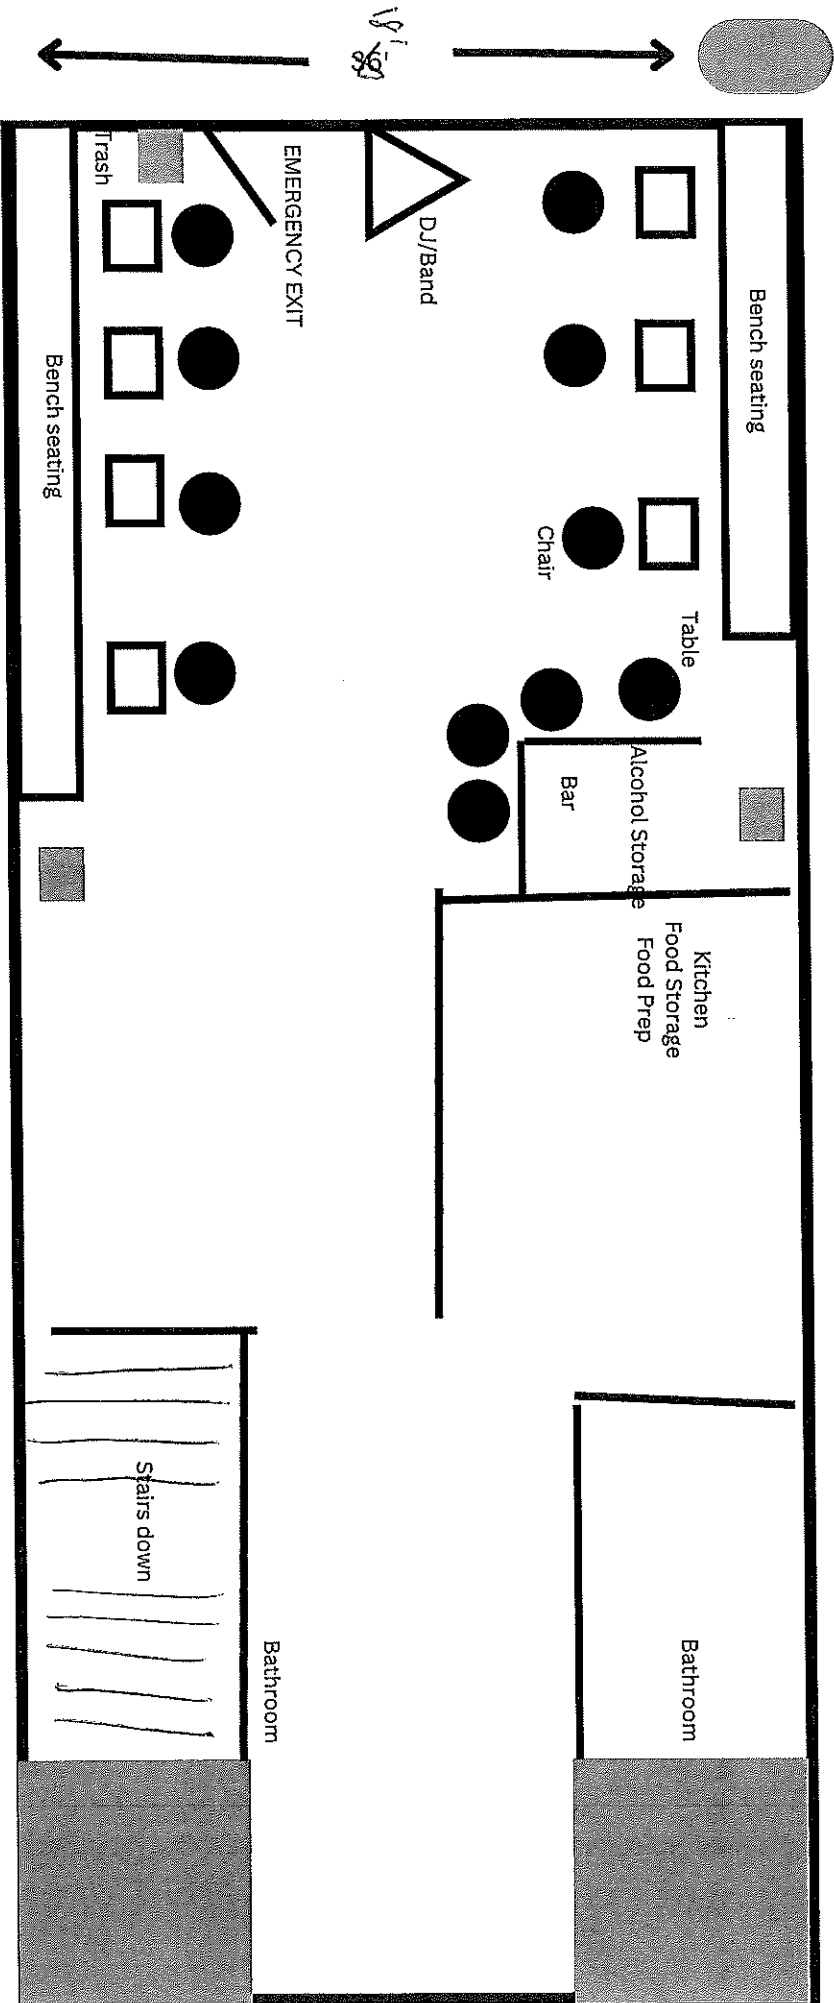 Bench seating
Table
Alcohol Storage
Kitchen
Food Storage
Food Prep
Bathroom
Bar
Chair
DJ/Band
EMERGENCY EXIT
Bathroom
Trash
Stairs down
Bench seating